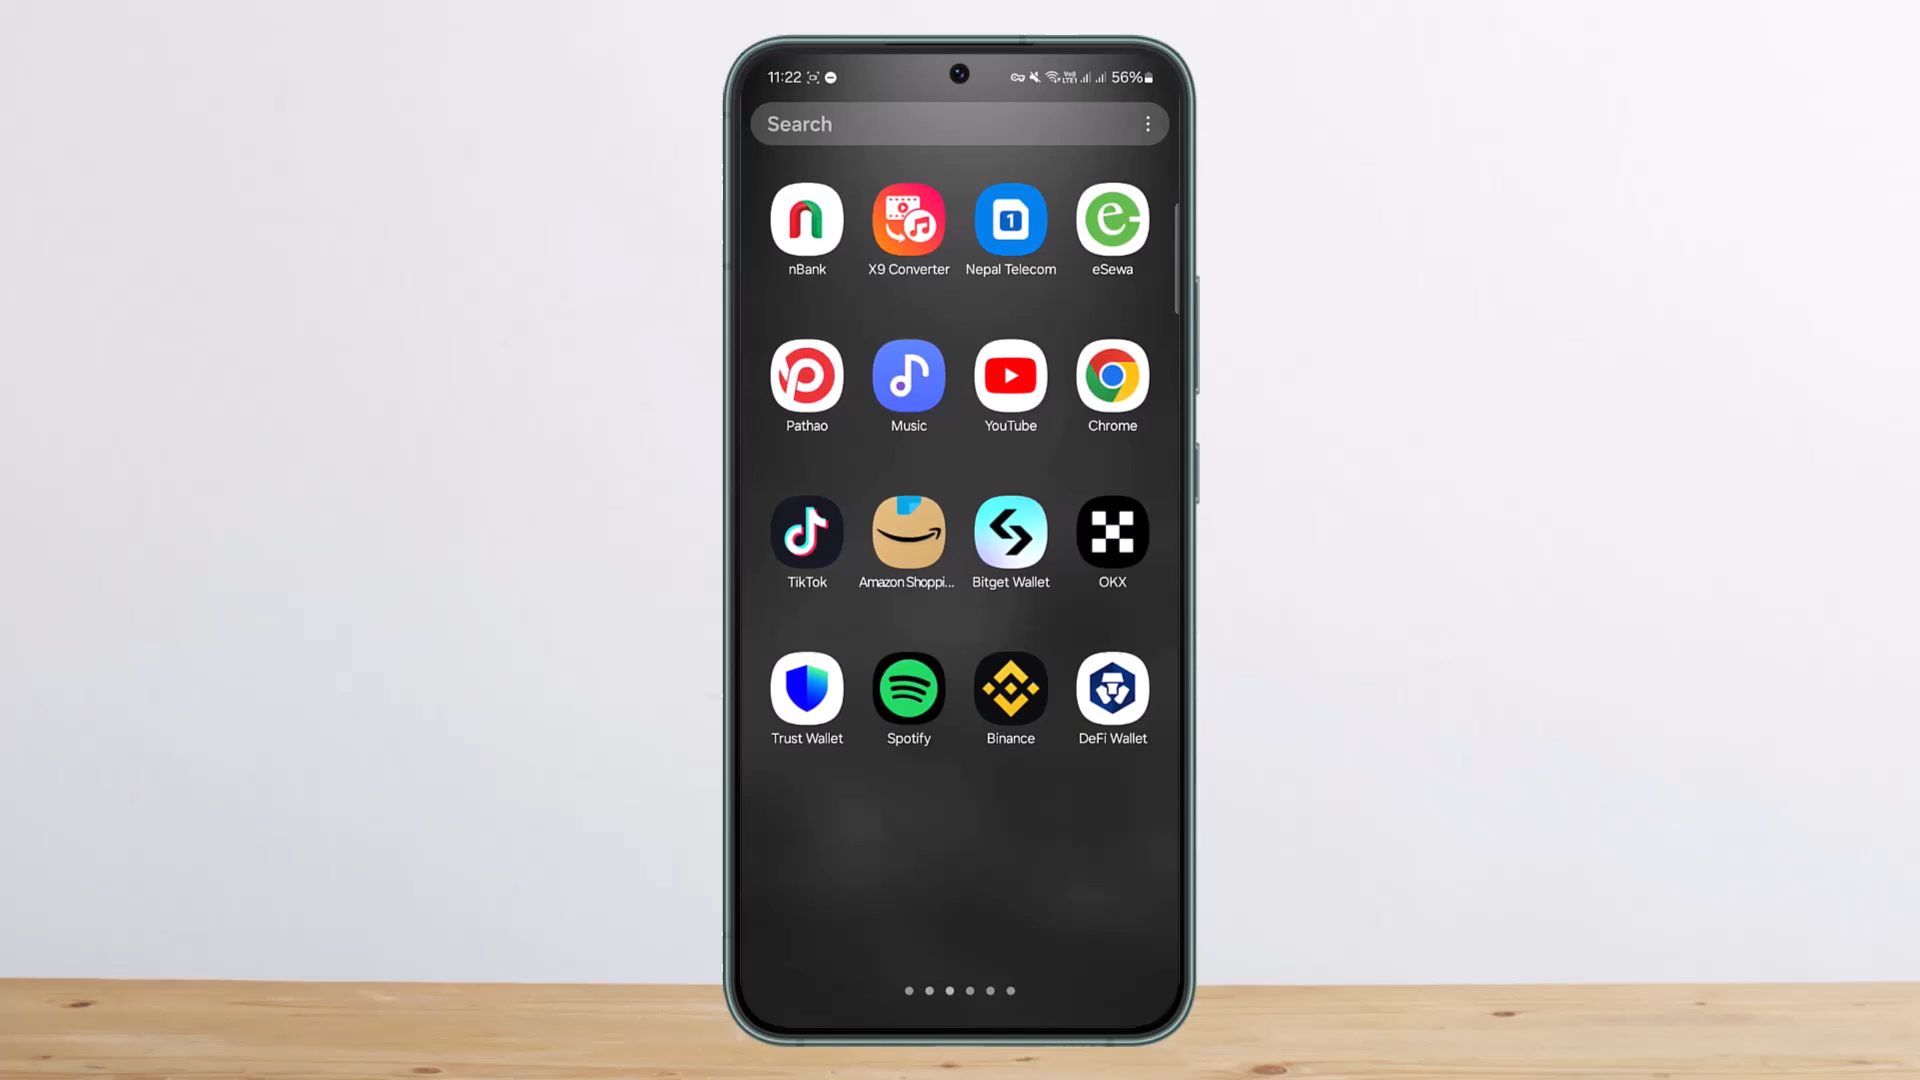 11:22 56%
Search
nBank X9 Converter Nepal Telecom eSewa
Pathao Music YouTube Chrome
TikTok Amazon Shoppi... Bitget Wallet OKX
Trust Wallet Spotify Binance DeFi Wallet